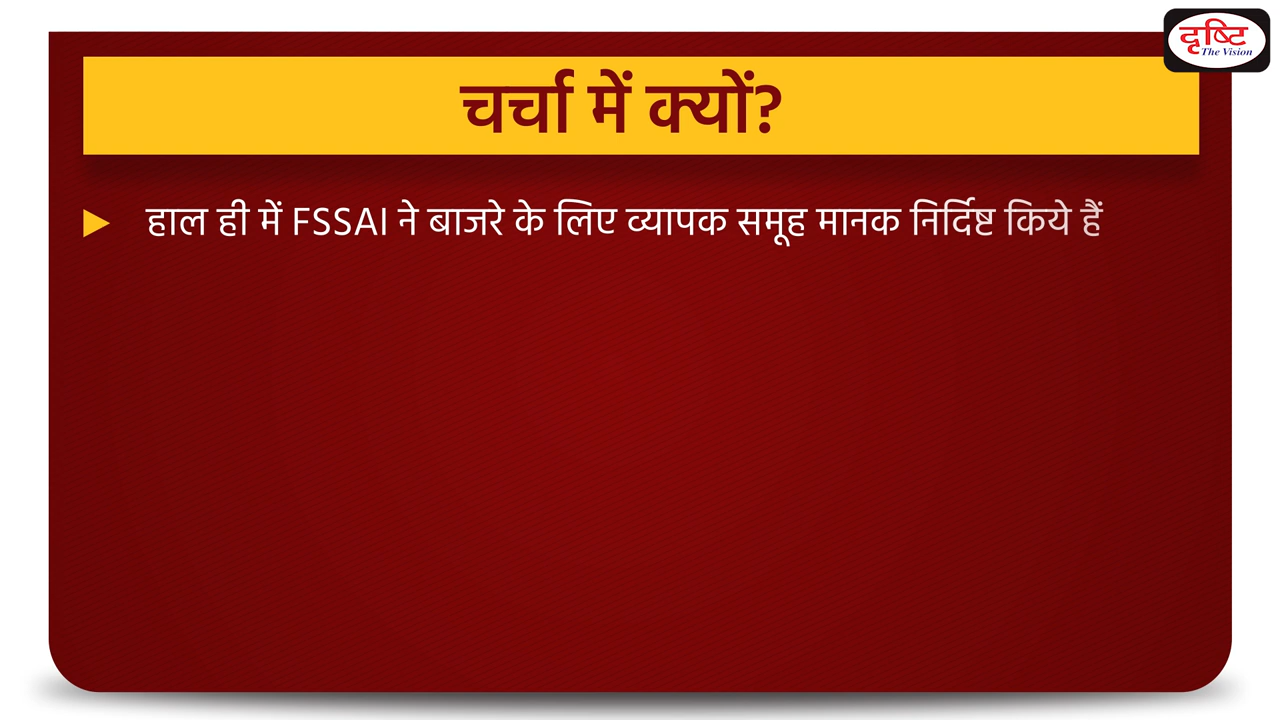 दृष्टि
The Vision
चर्चा में क्यों?
हाल ही में FSSAI ने बाजरे के लिए व्यापक समूह मानक निर्दिष्ट किये हैं